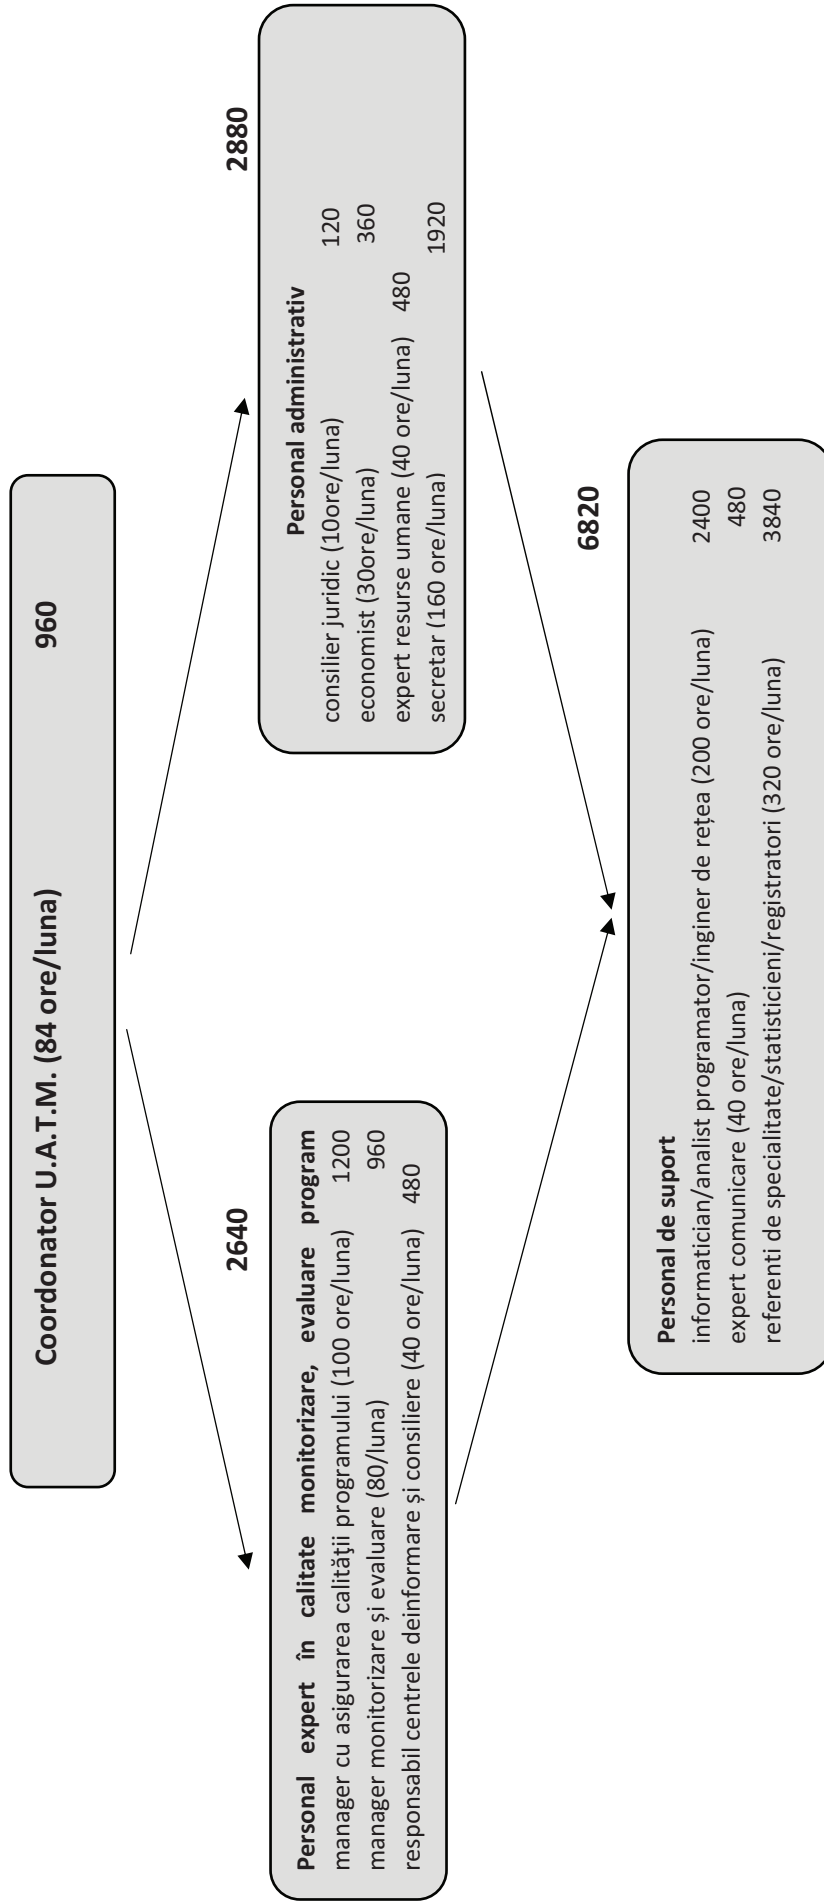 Coordonator U.A.T.M. (84 ore/luna) 960
2640
Personal expert în calitate monitorizare, evaluare program
manager cu asigurarea calităţii programului (100 ore/luna) 1200
manager monitorizare și evaluare (80/luna) 960
responsabil centrele deinformare și consiliere (40 ore/luna) 480
2880
Personal administrativ
consilier juridic (10ore/luna) 120
economist (30ore/luna) 360
expert resurse umane (40 ore/luna) 480
secretar (160 ore/luna) 1920
6820
Personal de suport
informatician/analist programator/inginer de rețea (200 ore/luna) 2400
expert comunicare (40 ore/luna) 480
referenti de specialitate/statisticieni/registratori (320 ore/luna) 3840